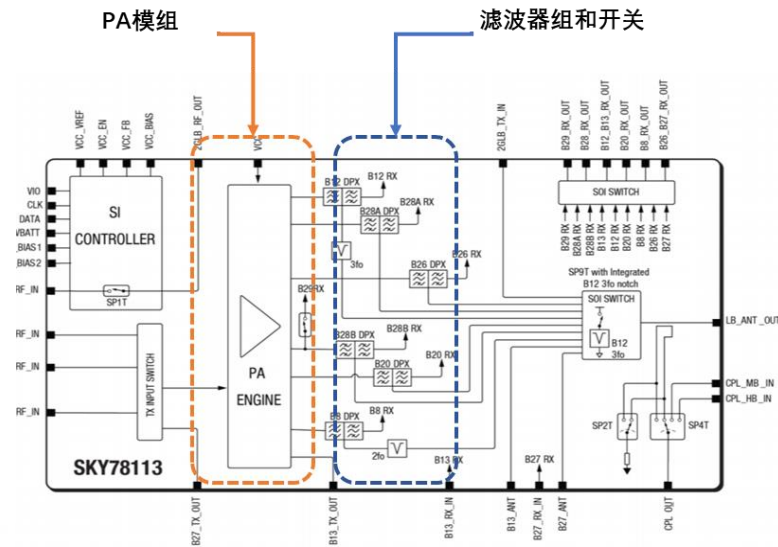 PA模组
滤波器组和开关
VCC_VREF
VCC_EN
VCC_FB
VCC_BIAS
2GLB_RF_OUT
VCC
2GLB_TX_IN
B29_RX_OUT
B28_RX_OUT
B12_B13_RX_OUT
B20_RX_OUT
B8_RX_OUT
B26_B27_RX_OUT
VIO
CLK
DATA
VBATT
_BIAS1
_BIAS2
RF_IN
RF_IN
RF_IN
RF_IN
SI
CONTROLLER
SP1T
TX INPUT SWITCH
PA
ENGINE
B12 DPX
B12 RX
B28A DPX
B28A RX
3fo
B26 RX
B26 DPX
B29RX
B28B RX
B28B DPX
B20 RX
B20 DPX
B8 DPX
B8 RX
2fo
SOI SWITCH
B29 RX
B28A RX
B28B RX
B13 RX
B12 RX
B20 RX
B8 RX
B26 RX
B27 RX
SP9T with Integrated
B12 3fo notch
SOI SWITCH
B12
3fo
LB_ANT_OUT
CPL_MB_IN
CPL_HB_IN
SP2T
SP4T
B13 RX
B27 RX
SKY78113
B27_TX_OUT
B13_TX_OUT
B13_RX_IN
B13_ANT
B27_RX_IN
B27_ANT
CPL OUT